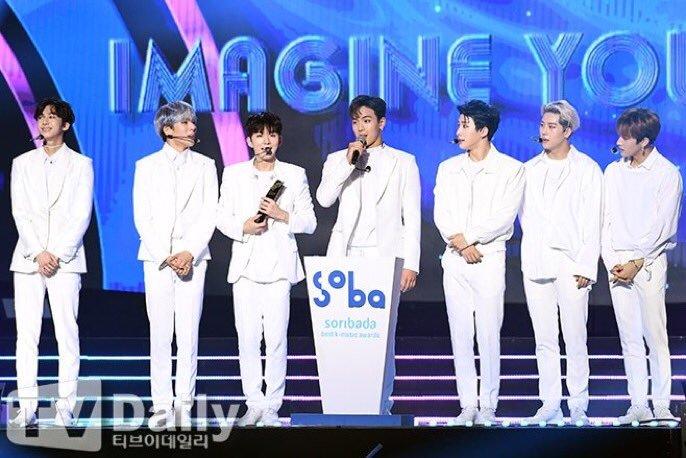 IMAGINE YOU
soba
soribada
best k-music awards
TV Daily
티브이데일리